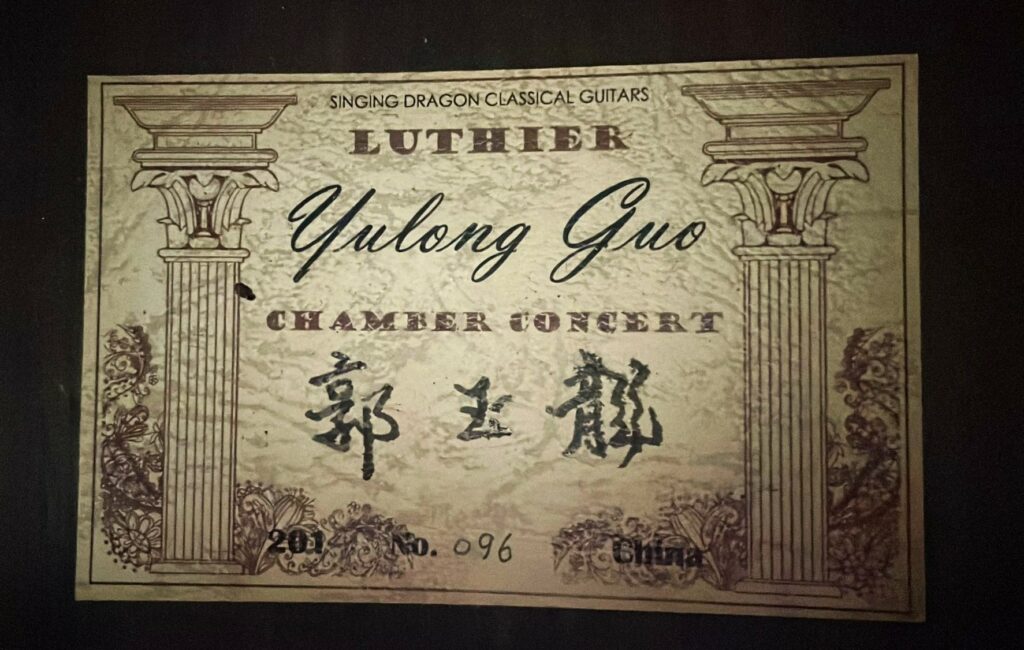 SINGING DRAGON CLASSICAL GUITARS
LUTHIER
Yulong Guo
CHAMBER CONCERT
郭玉龍
201 No. 096 China